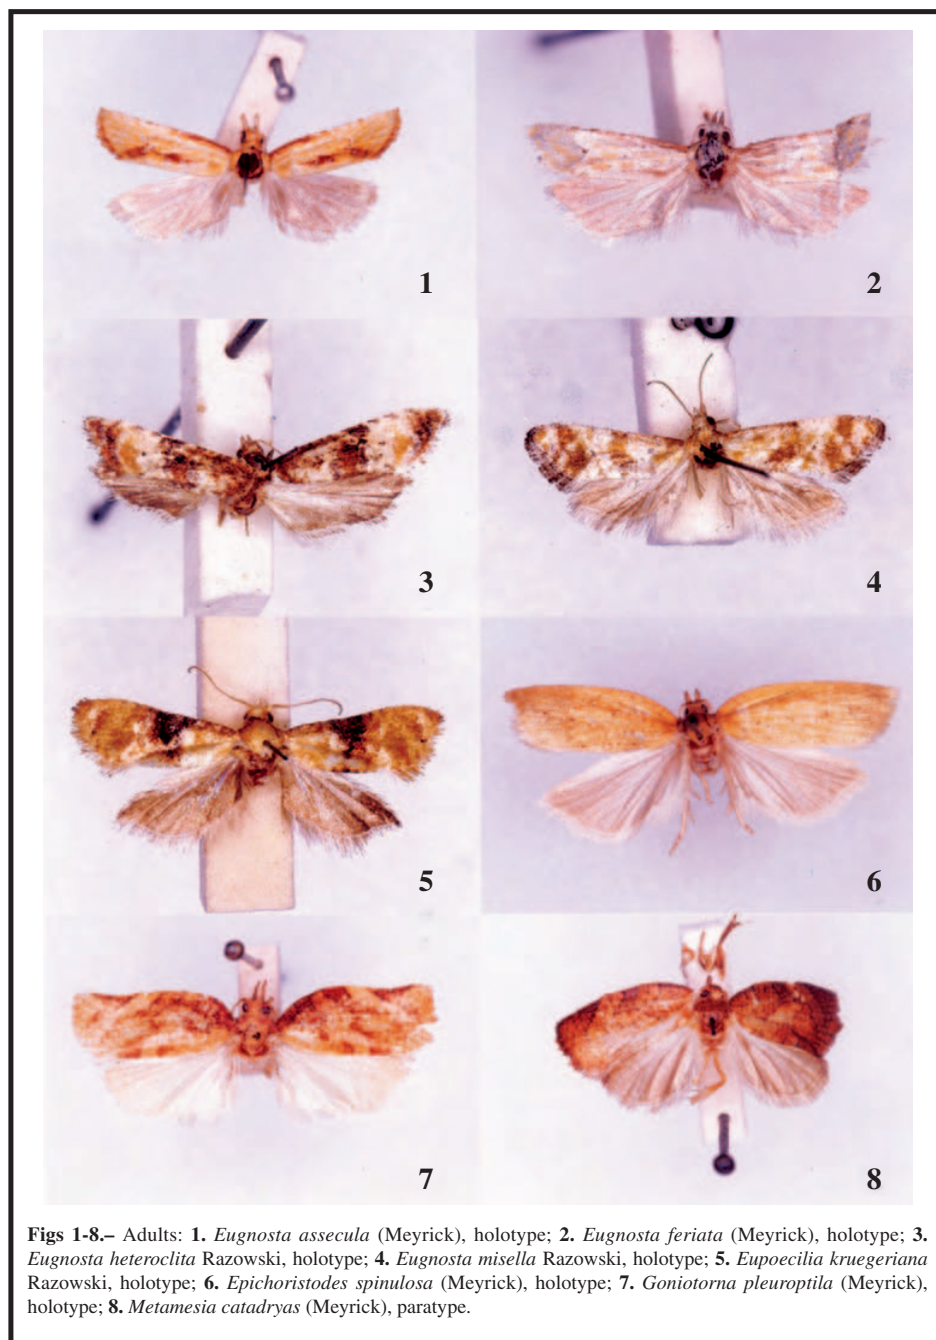 1
2
3
4
5
6
7
8
Figs 1-8.– Adults: 1. Eugnosta assecula (Meyrick), holotype; 2. Eugnosta feriata (Meyrick), holotype; 3.
Eugnosta heteroclita Razowski, holotype; 4. Eugnosta misella Razowski, holotype; 5. Eupoecilia kruegeriana
Razowski, holotype; 6. Epichoristodes spinulosa (Meyrick), holotype; 7. Goniotorna pleuroptila (Meyrick),
holotype; 8. Metamesia catadryas (Meyrick), paratype.